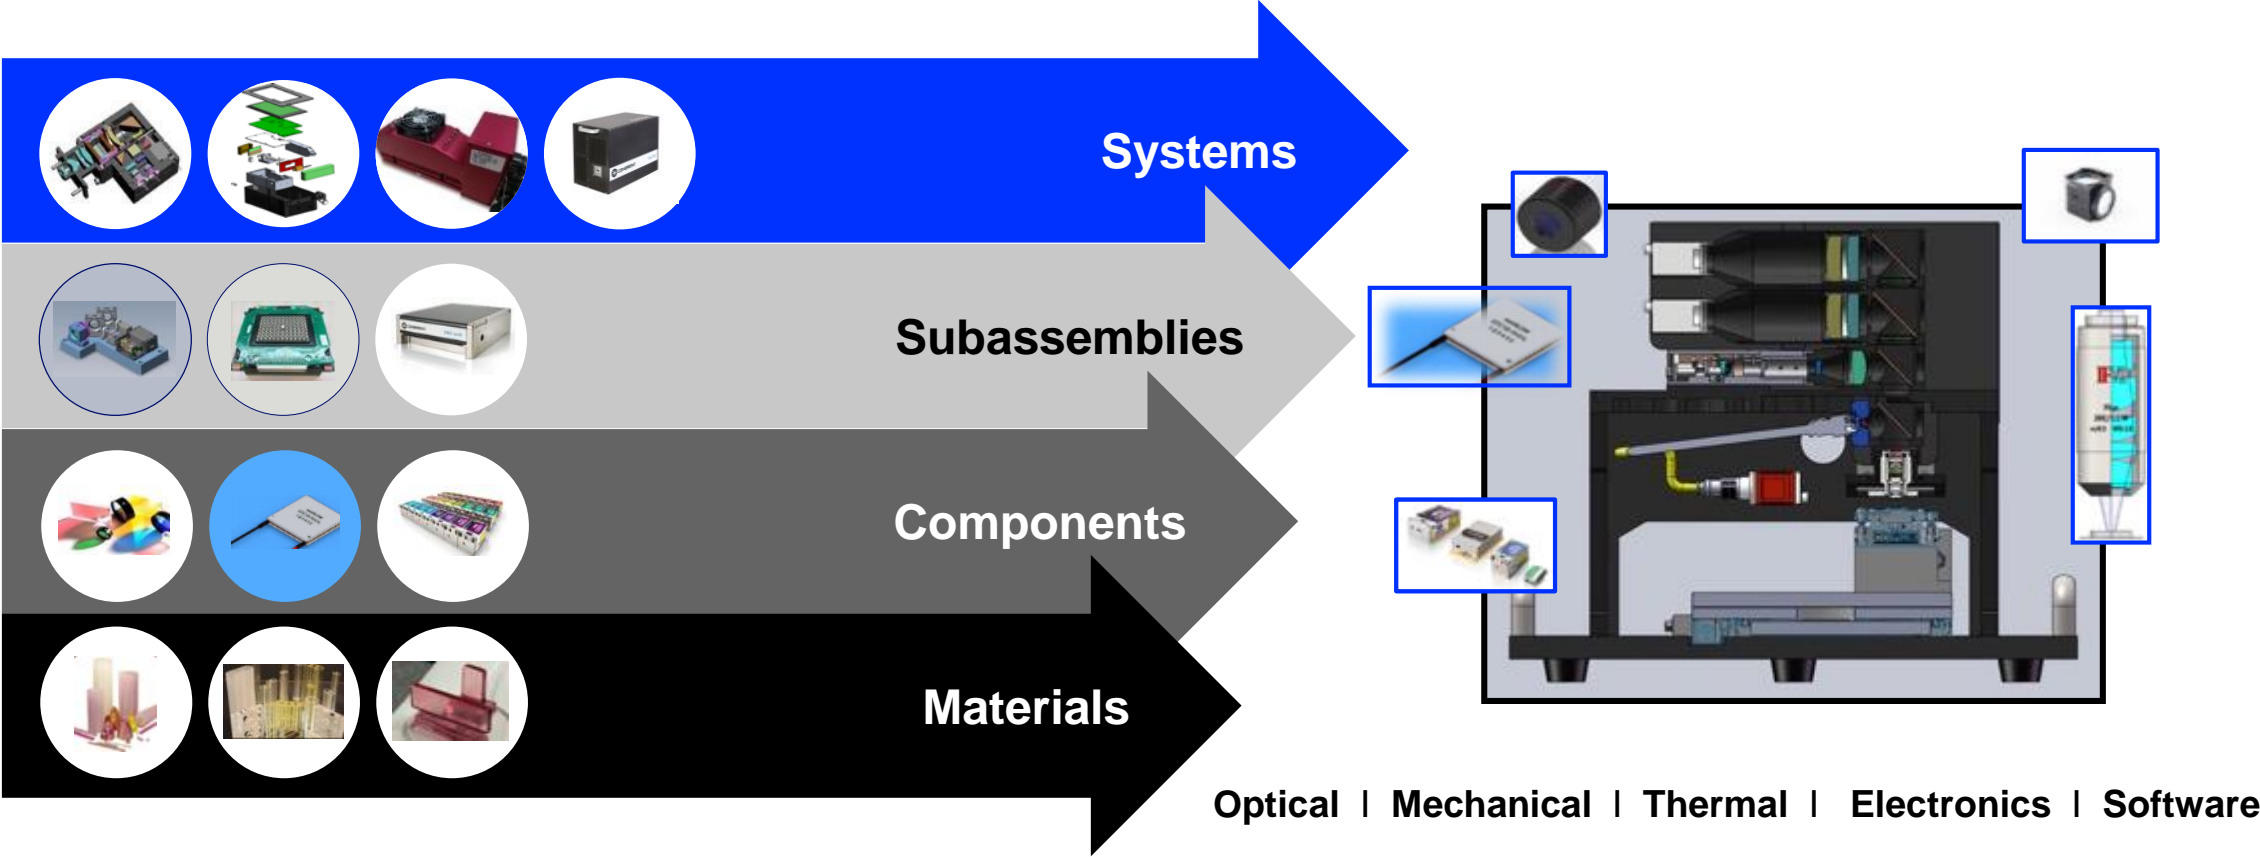 Systems
Subassemblies
Components
Materials
Optical | Mechanical | Thermal | Electronics | Software